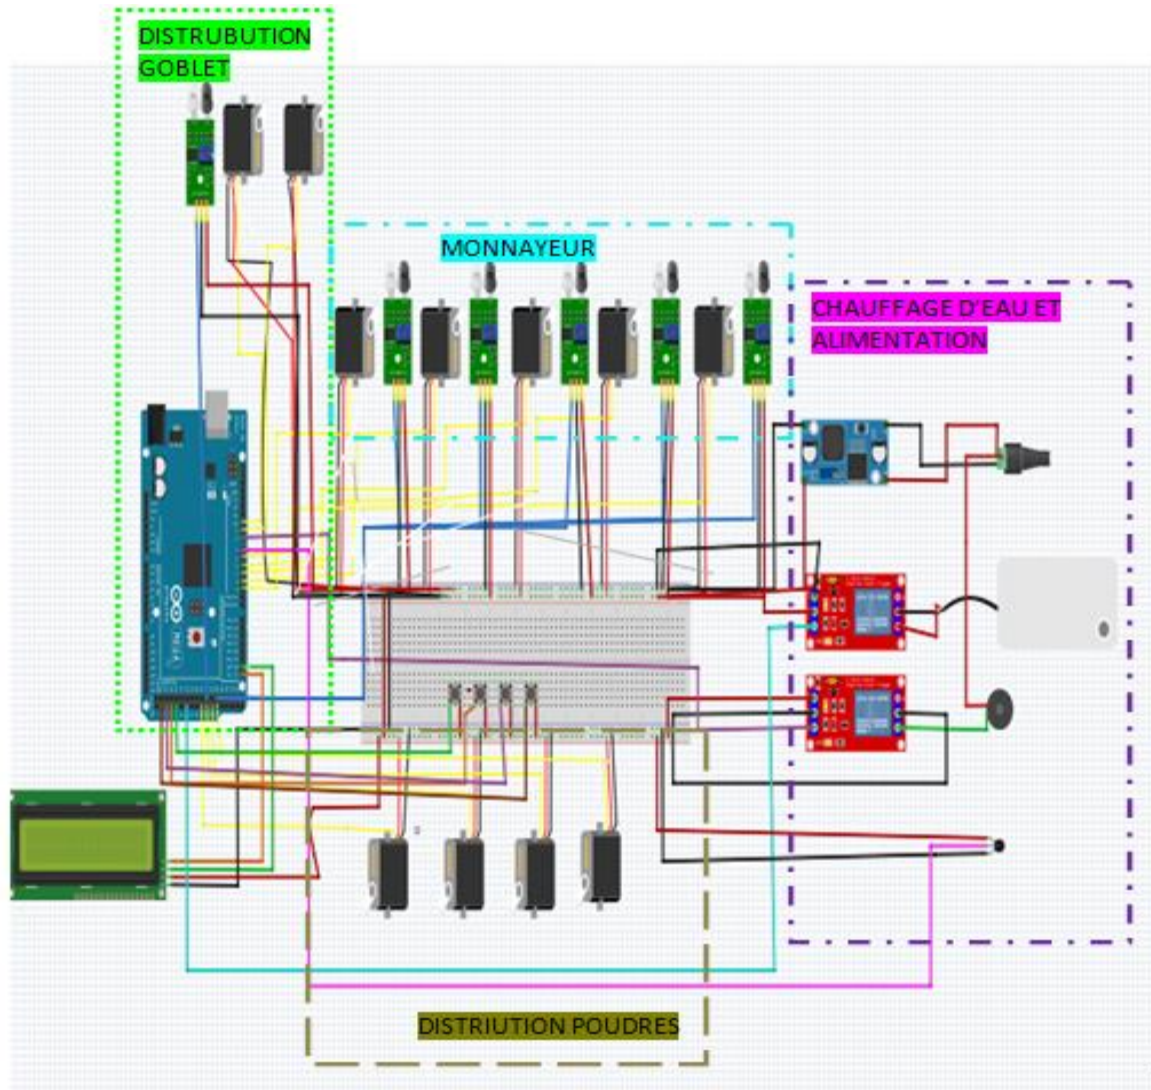 DISTRUBUTION
GOBLET
MONNAYEUR
CHAUFFAGE D'EAU ET
ALIMENTATION
DISTRIUTION POUDRES